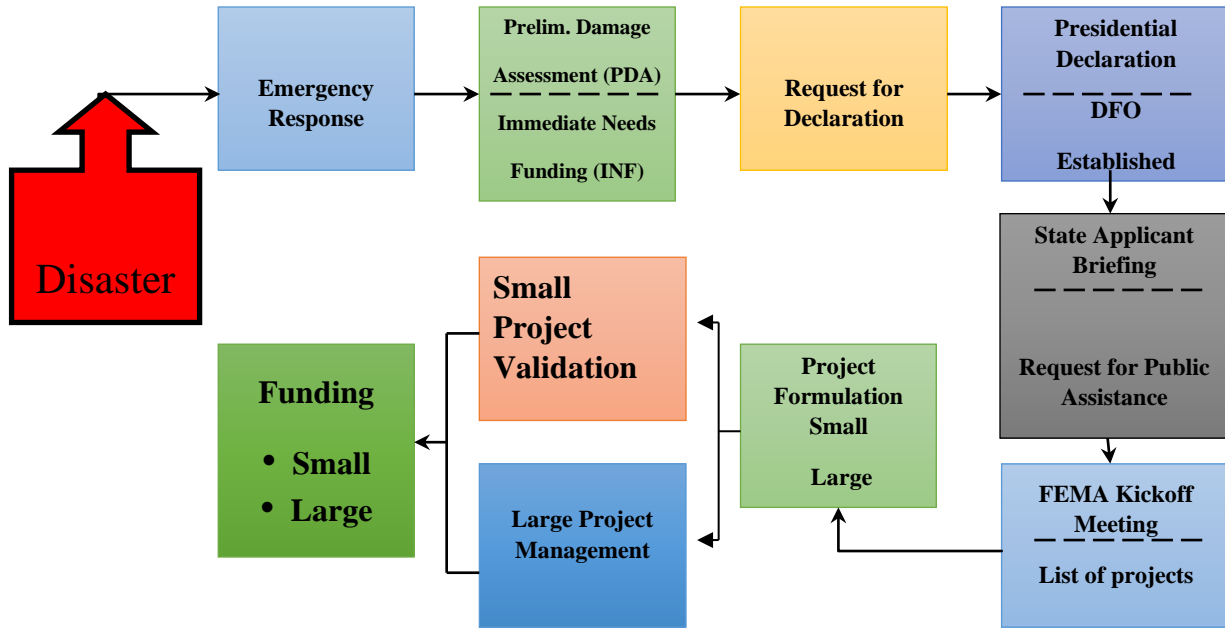 Disaster
Emergency
Response
Prelim. Damage
Assessment (PDA)
Immediate Needs
Funding (INF)
Request for
Declaration
Presidential
Declaration
DFO
Established
State Applicant
Briefing
Request for Public
Assistance
FEMA Kickoff
Meeting
List of projects
Project
Formulation
Small
Large
Small
Project
Validation
Large Project
Management
Funding
• Small
• Large